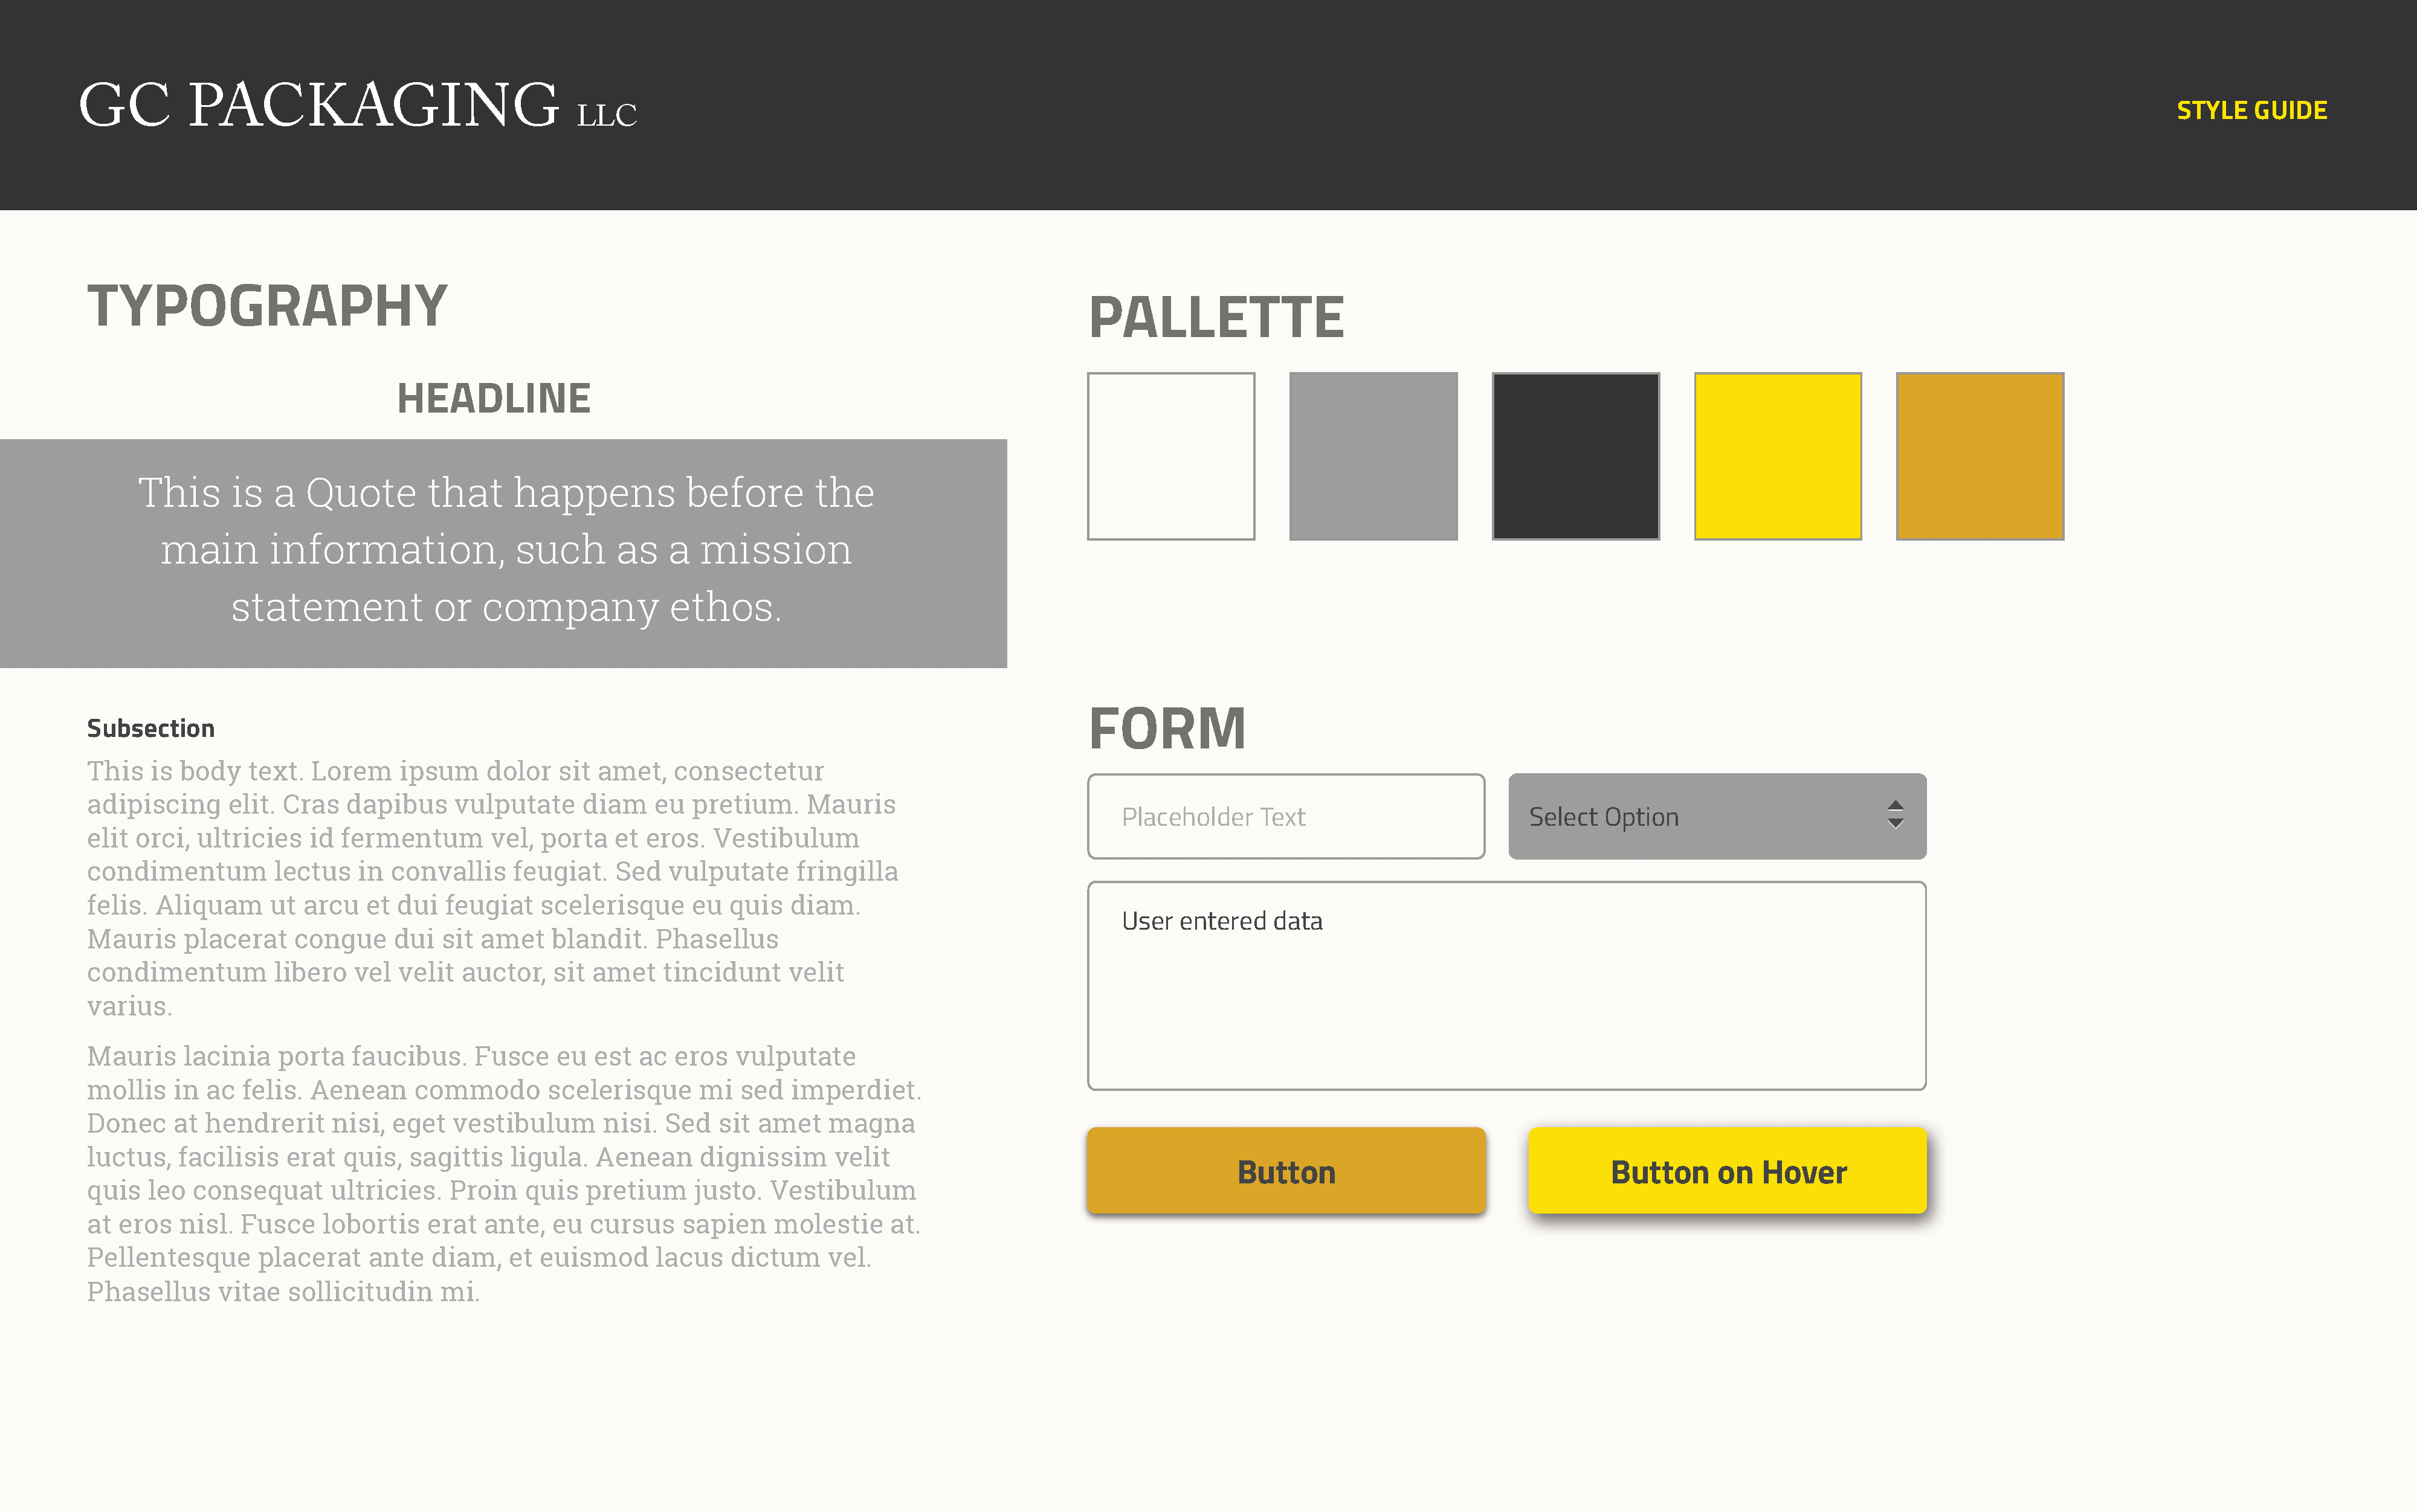 GC PACKAGING LLC
STYLE GUIDE
TYPOGRAPHY
HEADLINE
This is a Quote that happens before the
main information, such as a mission
statement or company ethos.
Subsection
This is body text. Lorem ipsum dolor sit amet, consectetur
adipiscing elit. Cras dapibus vulputate diam eu pretium. Mauris
elit orci, ultricies id fermentum vel, porta et eros. Vestibulum
condimentum lectus in convallis feugiat. Sed vulputate fringilla
felis. Aliquam ut arcu et dui feugiat scelerisque eu quis diam.
Mauris placerat congue dui sit amet blandit. Phasellus
condimentum libero vel velit auctor, sit amet tincidunt velit
varius.
Mauris lacinia porta faucibus. Fusce eu est ac eros vulputate
mollis in ac felis. Aenean commodo scelerisque mi sed imperdiet.
Donec at hendrerit nisi, eget vestibulum nisi. Sed sit amet magna
luctus, facilisis erat quis, sagittis ligula. Aenean dignissim velit
quis leo consequat ultricies. Proin quis pretium justo. Vestibulum
at eros nisl. Fusce lobortis erat ante, eu cursus sapien molestie at.
Pellentesque placerat ante diam, et euismod lacus dictum vel.
Phasellus vitae sollicitudin mi.
PALLETTE
FORM
Placeholder Text
Select Option
User entered data
Button
Button on Hover